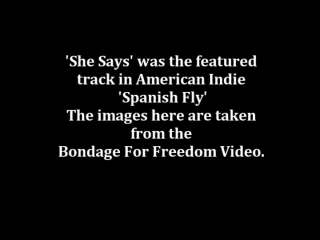 'She Says' was the featured
track in American Indie
'Spanish Fly'
The images here are taken
from the
Bondage For Freedom Video.